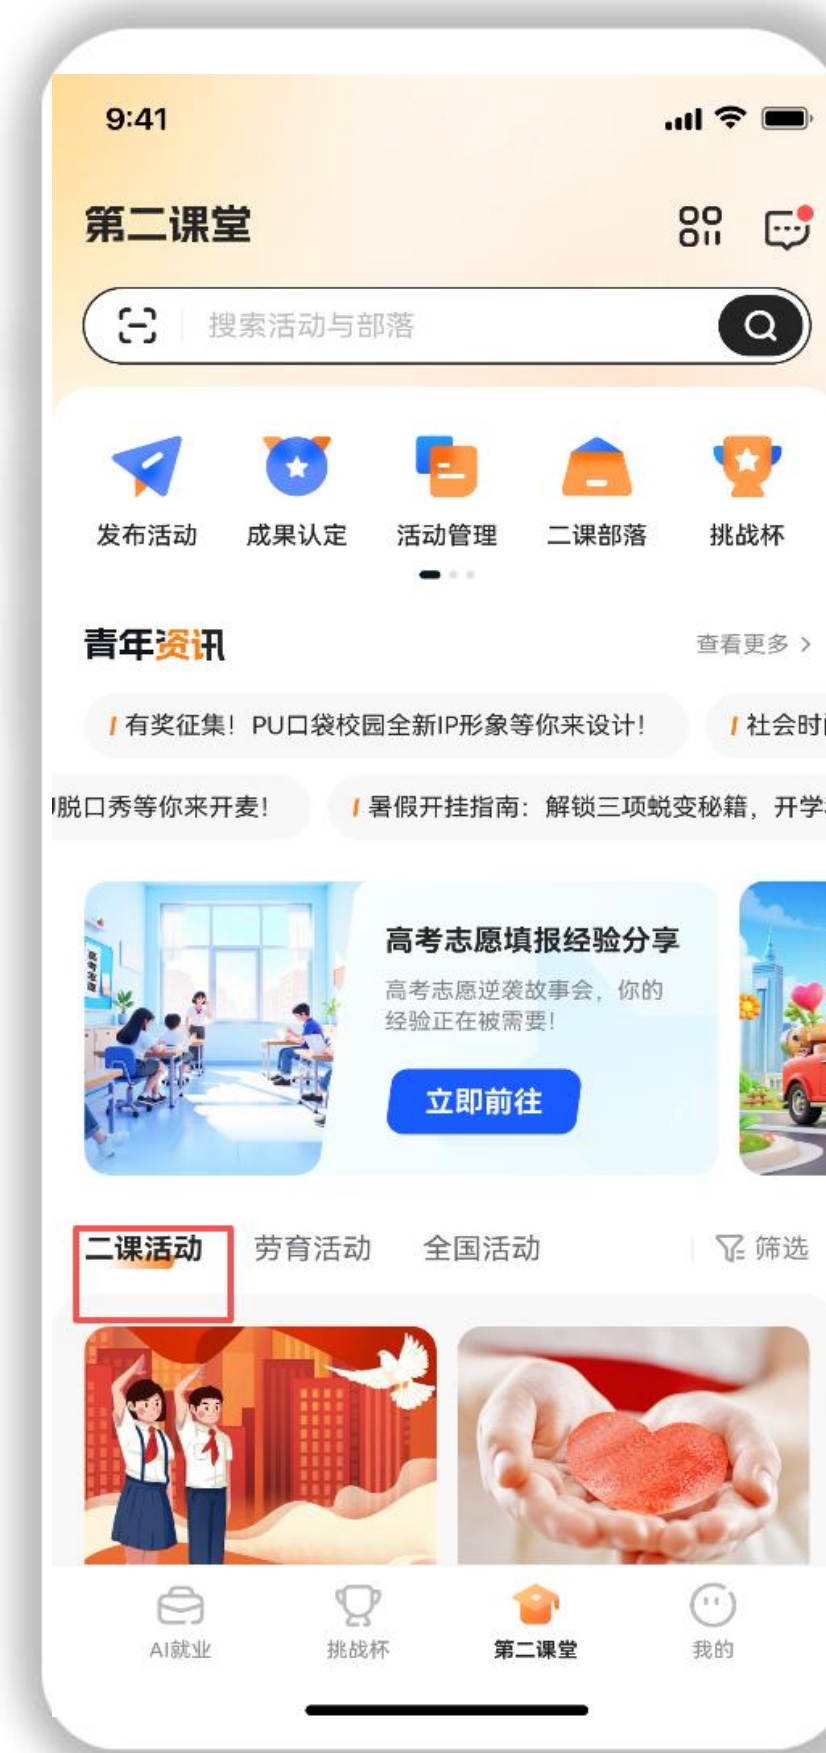 9:41
第二课堂
搜索活动与部落
发布活动 成果认定 活动管理 二课部落 挑战杯
青年资讯 查看更多 >
有奖征集！PU口袋校园全新IP形象等你来设计！ 社会时
脱口秀等你来开麦！ 暑假开挂指南：解锁三项蜕变秘籍，开学
高考志愿
高考志愿填报经验分享
高考志愿逆袭故事会，你的
经验正在被需要！
立即前往
二课活动 劳育活动 全国活动 筛选
AI就业 挑战杯 第二课堂 我的